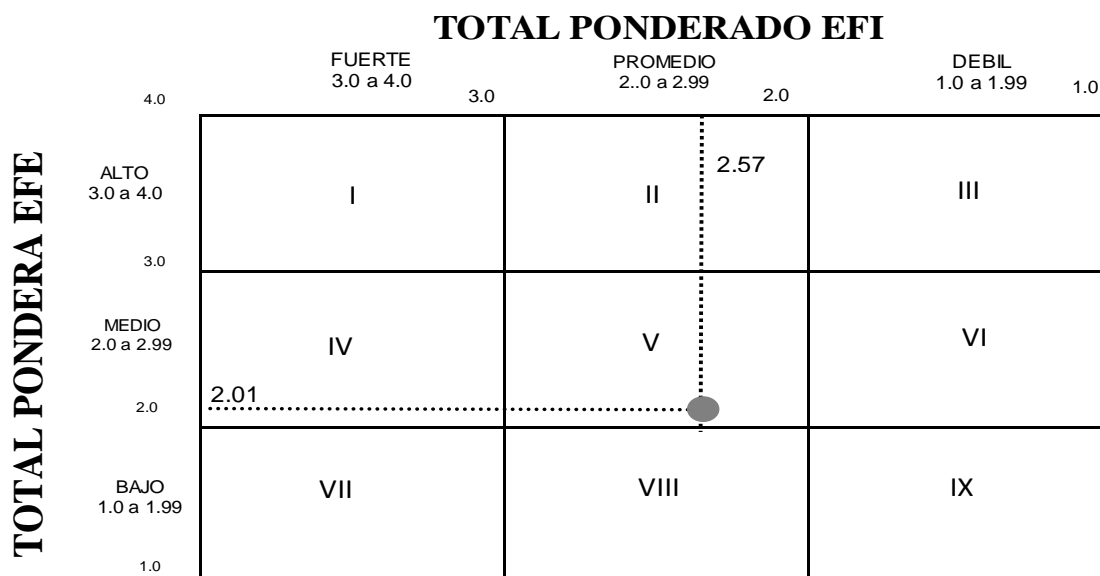 TOTAL PONDERADO EFI
FUERTE
3.0 a 4.0
PROMEDIO
2..0 a 2.99
DEBIL
1.0 a 1.99
4.0
3.0
2.0
1.0
TOTAL PONDERA EFE
ALTO
3.0 a 4.0
I
II
2.57
III
3.0
MEDIO
2.0 a 2.99
IV
V
VI
2.01
2.0
BAJO
1.0 a 1.99
VII
VIII
IX
1.0